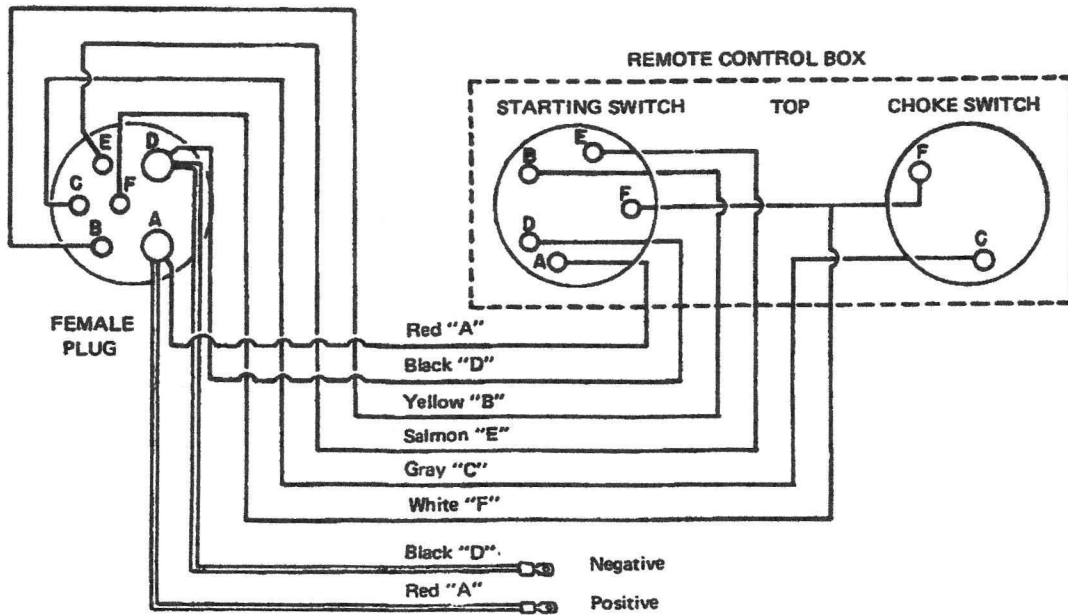 REMOTE CONTROL BOX
STARTING SWITCH
TOP
CHOKE SWITCH
E
D
C
F
B
A
E
B
F
D
A
F
C
FEMALE
PLUG
Red "A"
Black "D"
Yellow "B"
Salmon "E"
Gray "C"
White "F"
Black "D"
Negative
Red "A"
Positive